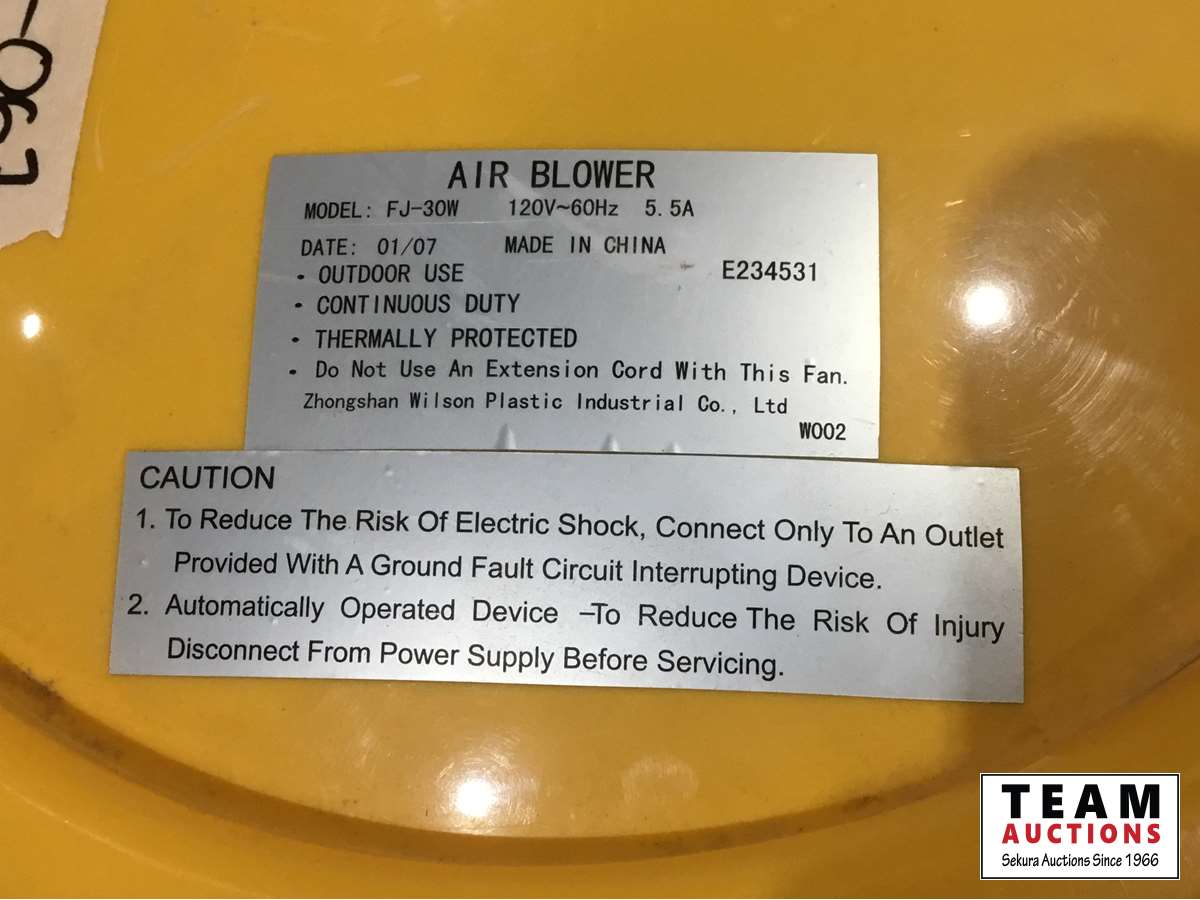 AIR BLOWER
MODEL: FJ-30W 120V~60Hz 5.5A
DATE: 01/07 MADE IN CHINA
· OUTDOOR USE E234531
· CONTINUOUS DUTY
· THERMALLY PROTECTED
· Do Not Use An Extension Cord With This Fan.
Zhongshan Wilson Plastic Industrial Co., Ltd
W002
CAUTION
1. To Reduce The Risk Of Electric Shock, Connect Only To An Outlet
Provided With A Ground Fault Circuit Interrupting Device.
2. Automatically Operated Device –To Reduce The Risk Of Injury
Disconnect From Power Supply Before Servicing.
TEAM
AUCTIONS
Sekura Auctions Since 1966